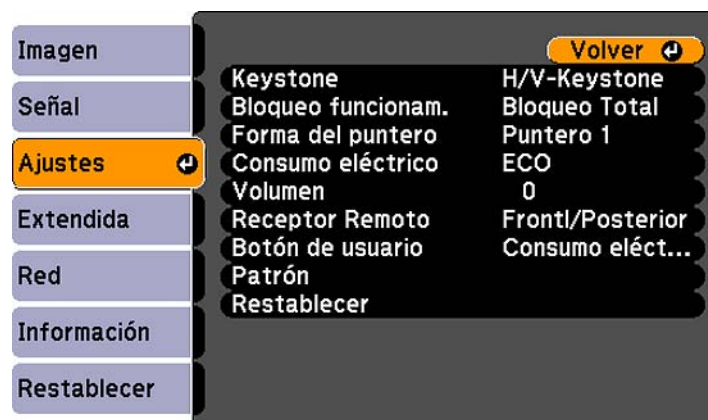 Imagen
Señal
Ajustes
Extendida
Red
Información
Restablecer
Volver
Keystone H/V-Keystone
Bloqueo funcionam. Bloqueo Total
Forma del puntero Puntero 1
Consumo eléctrico ECO
Volumen 0
Receptor Remoto Frontl/Posterior
Botón de usuario Consumo eléct...
Patrón
Restablecer